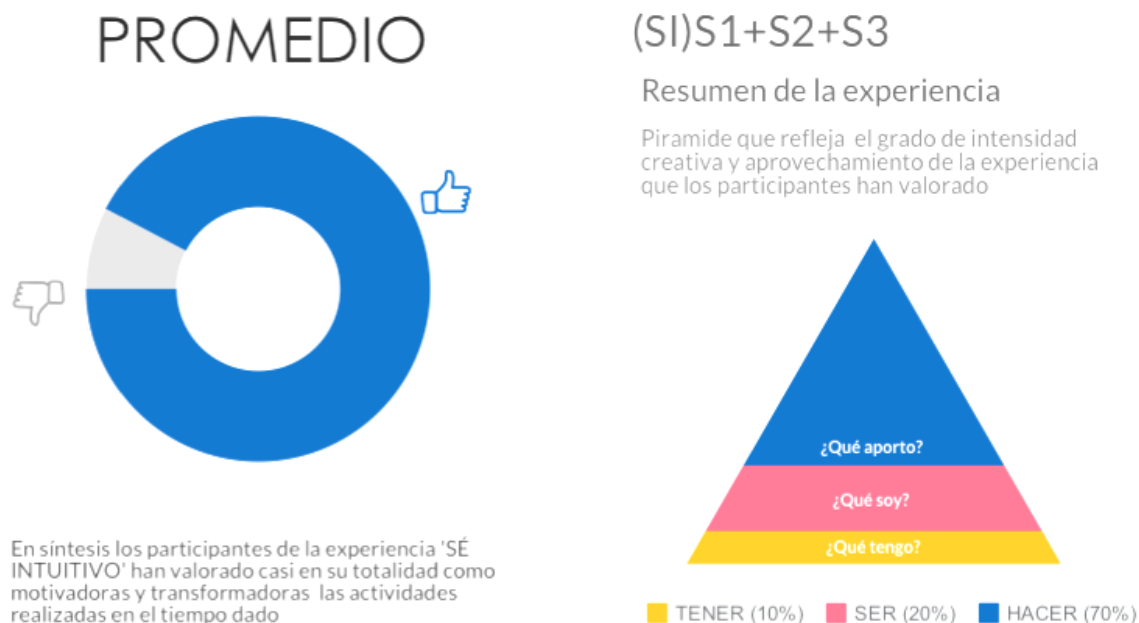 PROMEDIO
En síntesis los participantes de la experiencia 'SÉ
INTUITIVO' han valorado casi en su totalidad como
motivadoras y transformadoras las actividades
realizadas en el tiempo dado
(SI)S1+S2+S3
Resumen de la experiencia
Piramide que refleja el grado de intensidad
creativa y aprovechamiento de la experiencia
que los participantes han valorado
¿Qué aporto?
¿Qué soy?
¿Qué tengo?
TENER (10%) SER (20%) HACER (70%)